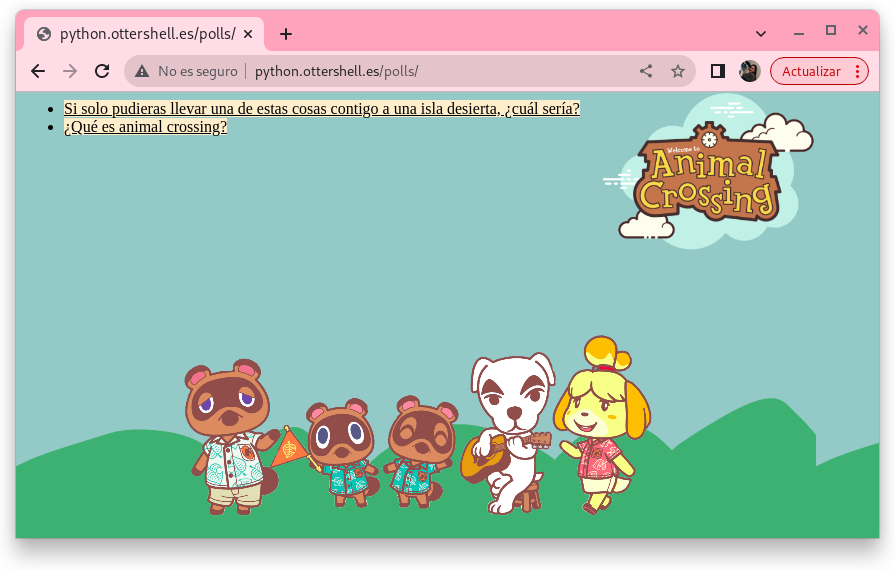 python.ottershell.es/polls/
No es seguro | python.ottershell.es/polls/
Actualizar
Si solo pudieras llevar una de estas cosas contigo a una isla desierta, ¿cuál sería?
¿Qué es animal crossing?
Welcome to
Animal
Crossing